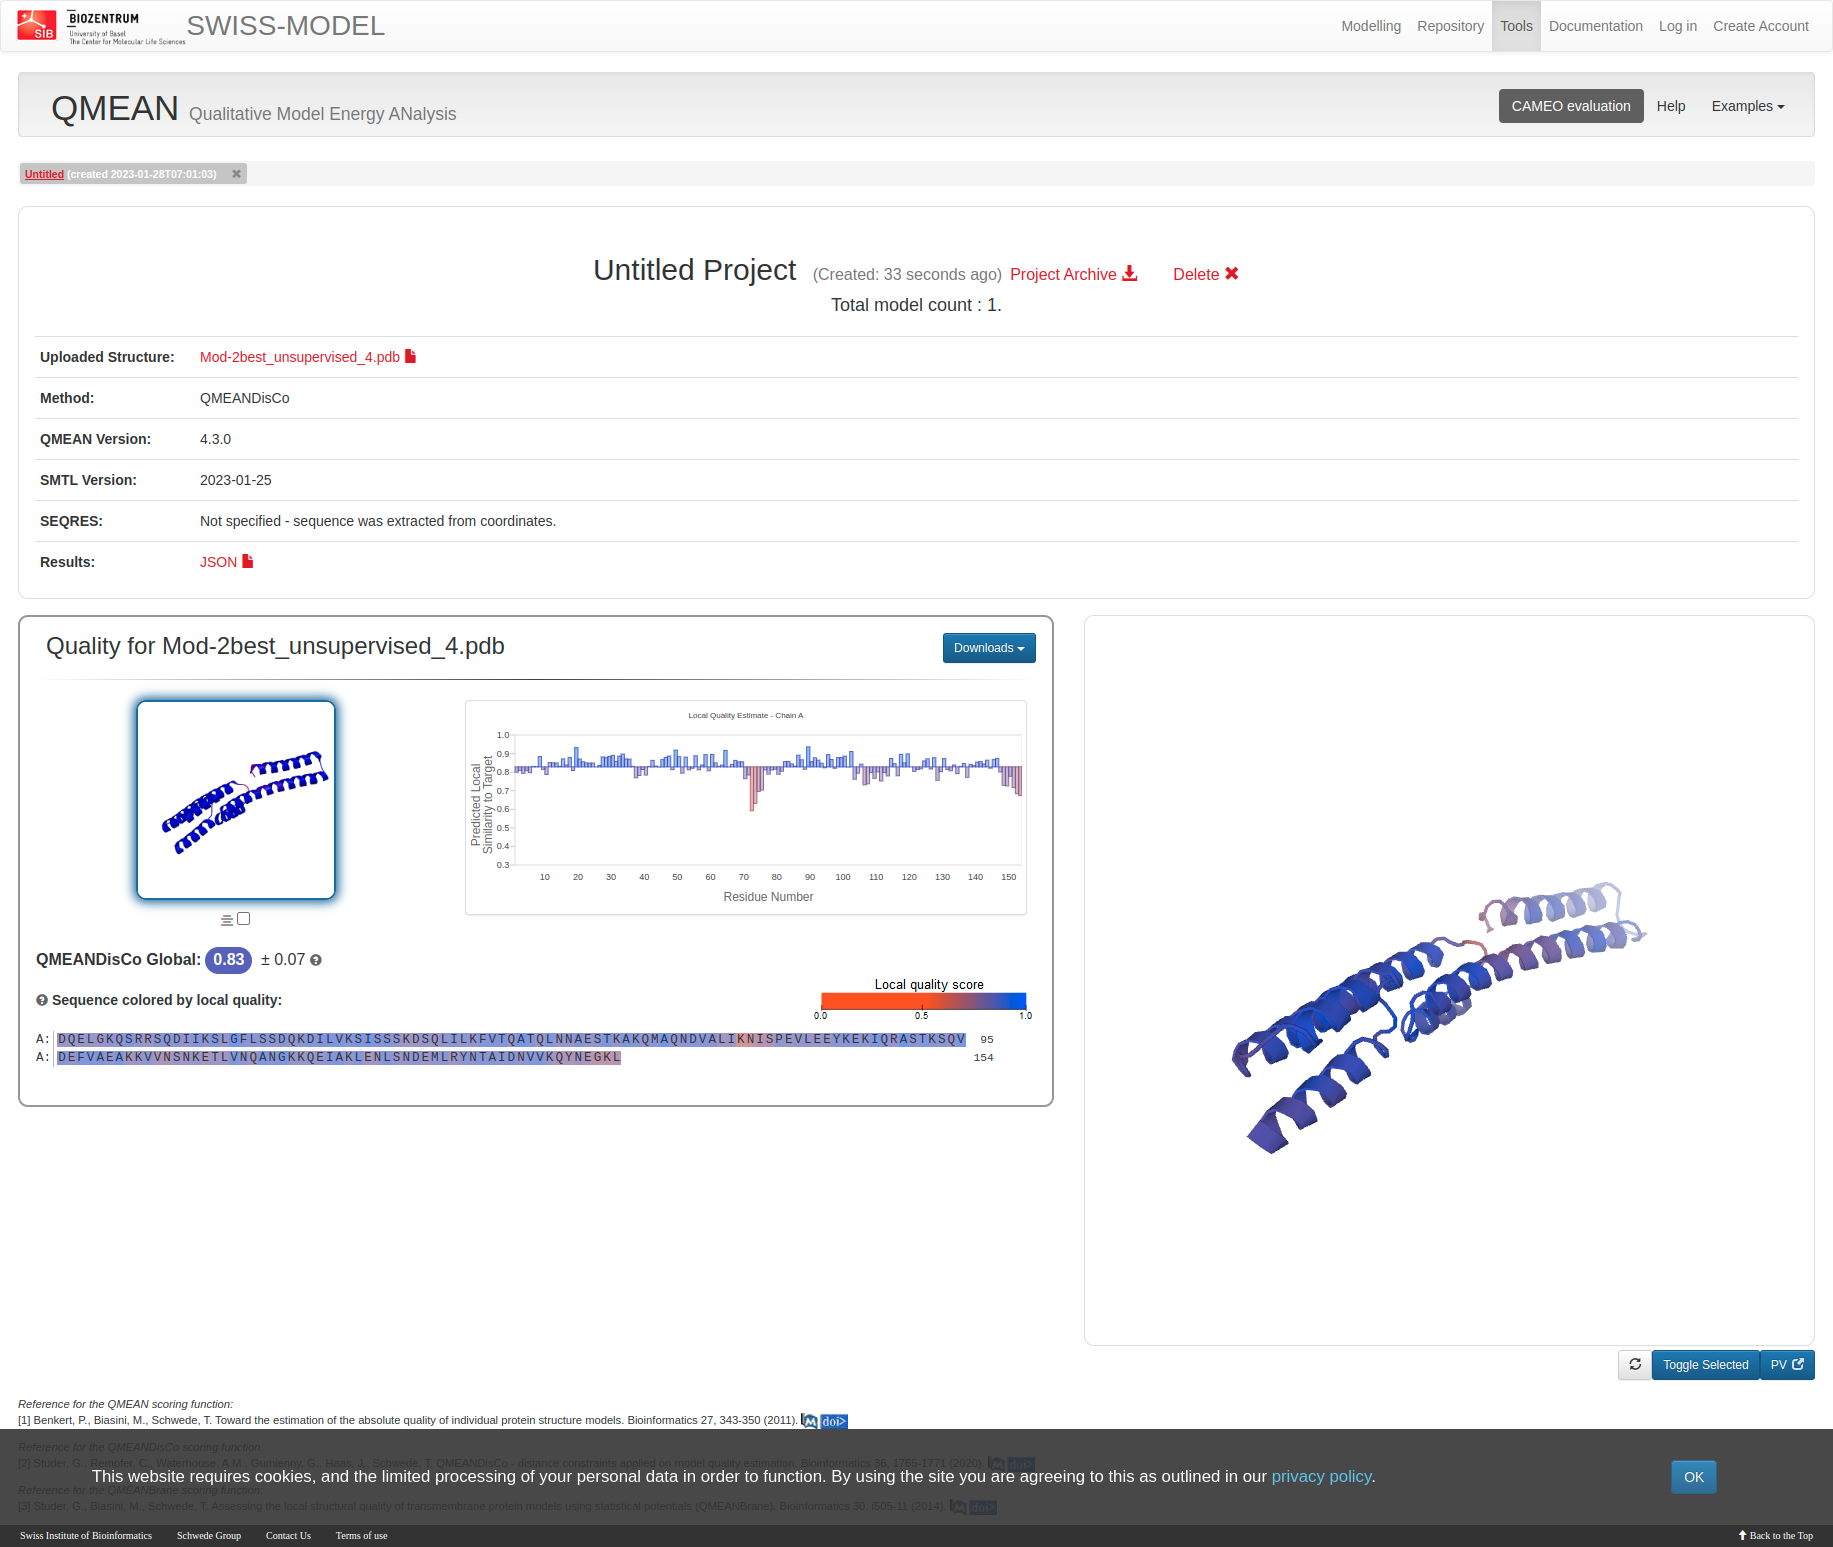 SIB
BIOZENTRUM
University of Basel
The Center for Molecular Life Sciences
SWISS-MODEL
Modelling Repository Tools Documentation Log in Create Account
QMEAN Qualitative Model Energy ANalysis
CAMEO evaluation Help Examples
Untitled (created 2023-01-28T07:01:03) ✖
Untitled Project (Created: 33 seconds ago) Project Archive Delete ✖
Total model count : 1.
Uploaded Structure: Mod-2best_unsupervised_4.pdb
Method: QMEANDisCo
QMEAN Version: 4.3.0
SMTL Version: 2023-01-25
SEQRES: Not specified - sequence was extracted from coordinates.
Results: JSON
Quality for Mod-2best_unsupervised_4.pdb
Downloads
Local Quality Estimate - Chain A
Predicted Local
Similarity to Target
1.0
0.9
0.8
0.7
0.6
0.5
0.4
0.3
10 20 30 40 50 60 70 80 90 100 110 120 130 140 150
Residue Number
QMEANDisCo Global: 0.83 ± 0.07
Sequence colored by local quality:
Local quality score
0.0 0.5 1.0
A: DQELGKQSRRSQDIIKSLGFLSSDQKDILVKSISSSKDSQLILKFVTQATQLNNAESTKAKQMAQNDVALIKNISPEVLEEYKEKIQRASTKSQV 95
A: DEFVAEAKKVVNSNKETLVNQANGKKQEIAKLENLSNDEMLRYNTAIDNVVKQYNEGKL 154
Toggle Selected PV
Reference for the QMEAN scoring function:
[1] Benkert, P., Biasini, M., Schwede, T. Toward the estimation of the absolute quality of individual protein structure models. Bioinformatics 27, 343-350 (2011). M doi>
Reference for the QMEANDisCo scoring function:
[2] Studer, G., Rempfer, C., Waterhouse, A.M., Gumienny, G., Haas, J., Schwede, T. QMEANDisCo - distance constraints applied on model quality estimation. Bioinformatics 36, 1765-1771 (2020). M doi>
This website requires cookies, and the limited processing of your personal data in order to function. By using the site you are agreeing to this as outlined in our privacy policy. OK
Reference for the QMEANBrane scoring function:
[3] Studer, G., Biasini, M., Schwede, T. Assessing the local structural quality of transmembrane protein models using statistical potentials (QMEANBrane). Bioinformatics 30, i505-11 (2014). M doi>
Swiss Institute of Bioinformatics Schwede Group Contact Us Terms of use Back to the Top